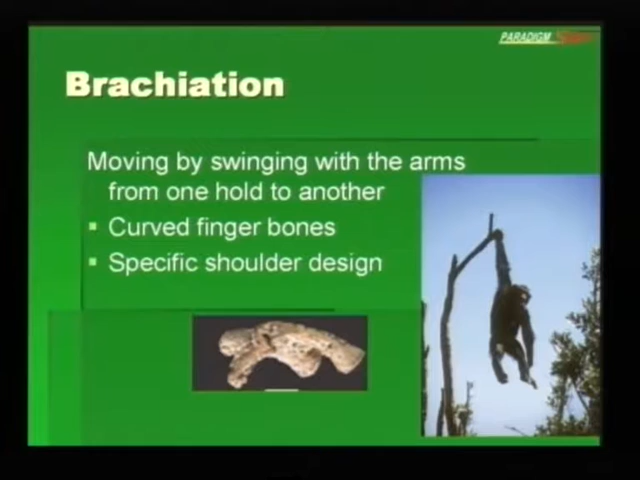 PARADIGM
Brachiation
Moving by swinging with the arms
from one hold to another
Curved finger bones
Specific shoulder design